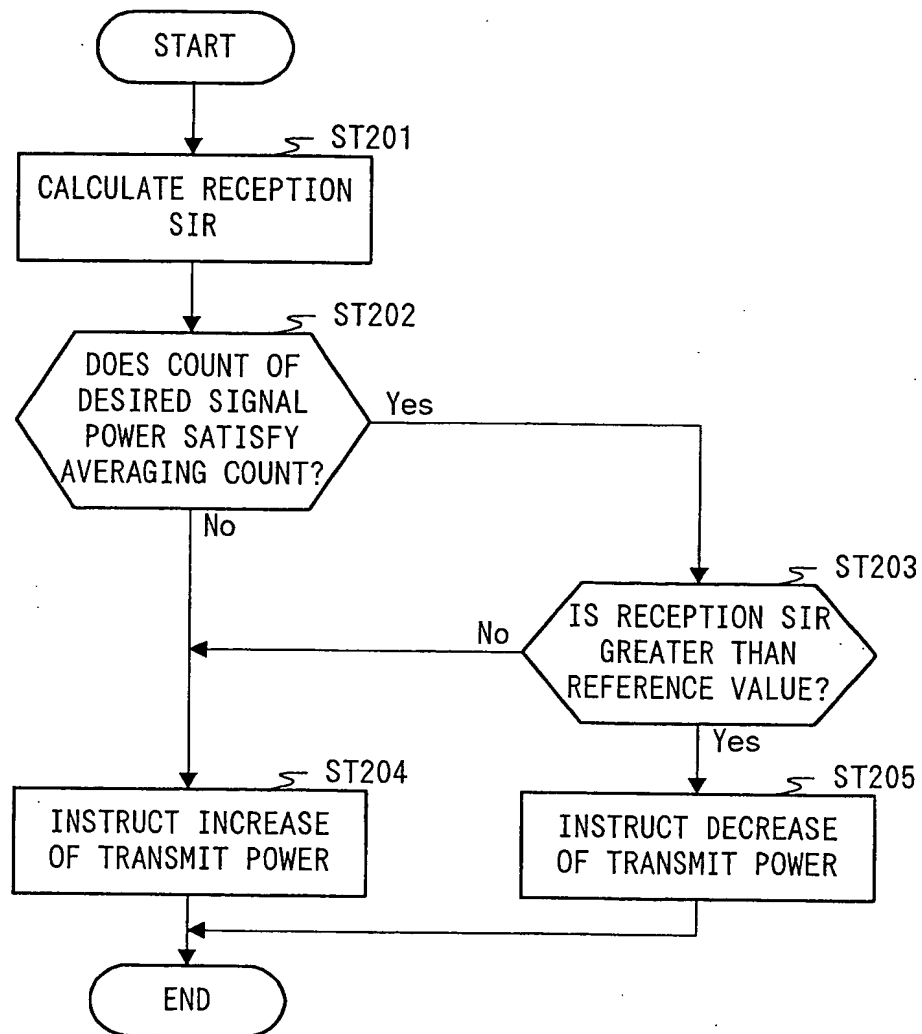 START
ST201
CALCULATE RECEPTION
SIR
ST202
DOES COUNT OF
DESIRED SIGNAL
POWER SATISFY
AVERAGING COUNT?
Yes
No
ST203
IS RECEPTION SIR
GREATER THAN
REFERENCE VALUE?
No
Yes
ST204
INSTRUCT INCREASE
OF TRANSMIT POWER
ST205
INSTRUCT DECREASE
OF TRANSMIT POWER
END